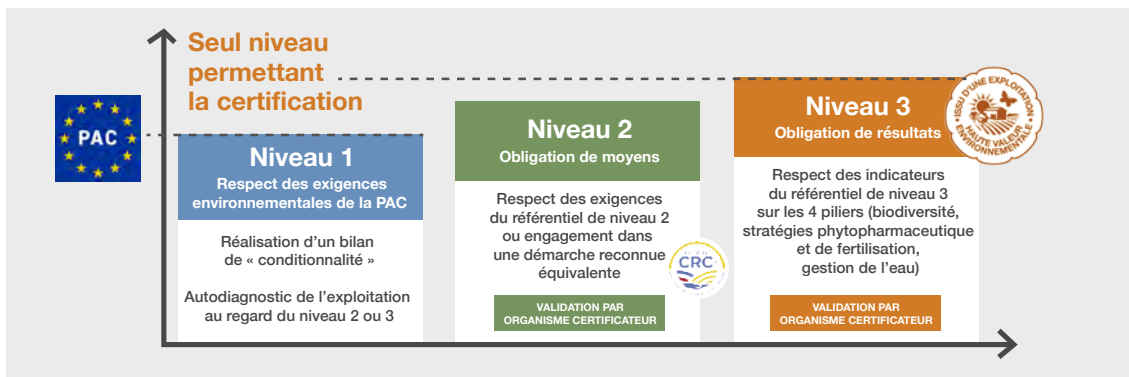 Seul niveau
permettant
la certification
PAC
Niveau 1
Respect des exigences
environnementales de la PAC
Réalisation d’un bilan
de « conditionnalité »
Autodiagnostic de l’exploitation
au regard du niveau 2 ou 3
Niveau 2
Obligation de moyens
Respect des exigences
du référentiel de niveau 2
ou engagement dans
une démarche reconnue
équivalente
CRC
VALIDATION PAR
ORGANISME CERTIFICATEUR
Niveau 3
Obligation de résultats
ISSU D'UNE EXPLOITATION
HAUTE VALEUR
ENVIRONNEMENTALE
Respect des indicateurs
du référentiel de niveau 3
sur les 4 piliers (biodiversité,
stratégies phytopharmaceutique
et de fertilisation,
gestion de l’eau)
VALIDATION PAR
ORGANISME CERTIFICATEUR